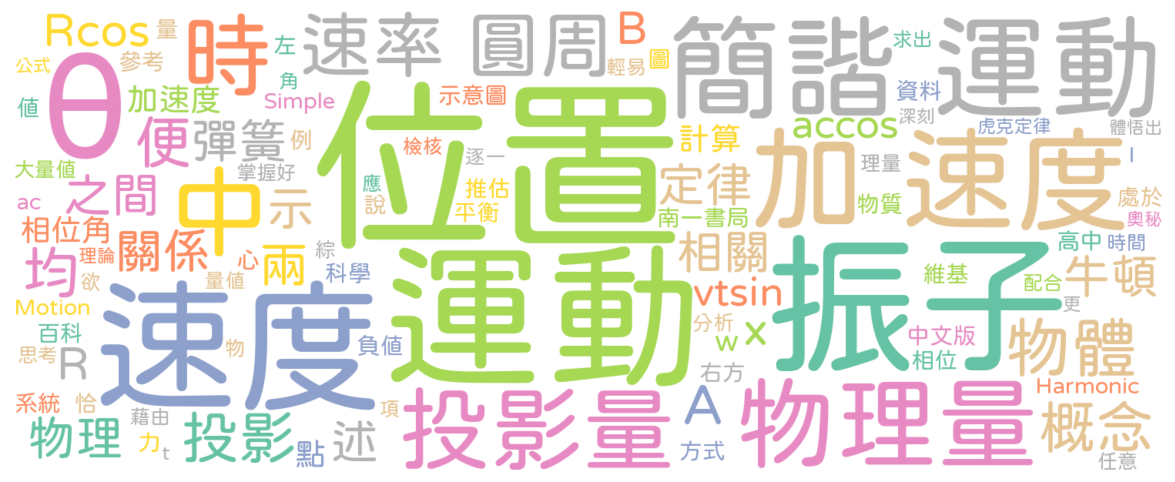 Rcos
量
公式
參考
值
θ
時
左
角
加速度
Simple
便
彈簧
例
大量值
之間
掌握好
ac
相位角
理論
均
欲
關係
中
示
兩
心
綜
量值
科學
Motion
百科
思考
R
速度
物
負值
系統
恰
藉由
物理
力
t
投影
點
述
項
速率
圓周
B
輕易
圖
示意圖
檢核
逐一
應
說
推估
平衡
位置
運動
簡諧運動
求出
資料
深刻
虎克定律
體悟出
accos
計算
理量
I
定律
南一書局
物質
加速度
處於
奧秘
相關
高中
時間
vtsin
分析
w
x
振子
維基
配合
牛頓
更
中文版
相位
物體
右方
投影量
A
方式
物理量
Harmonic
概念
任意